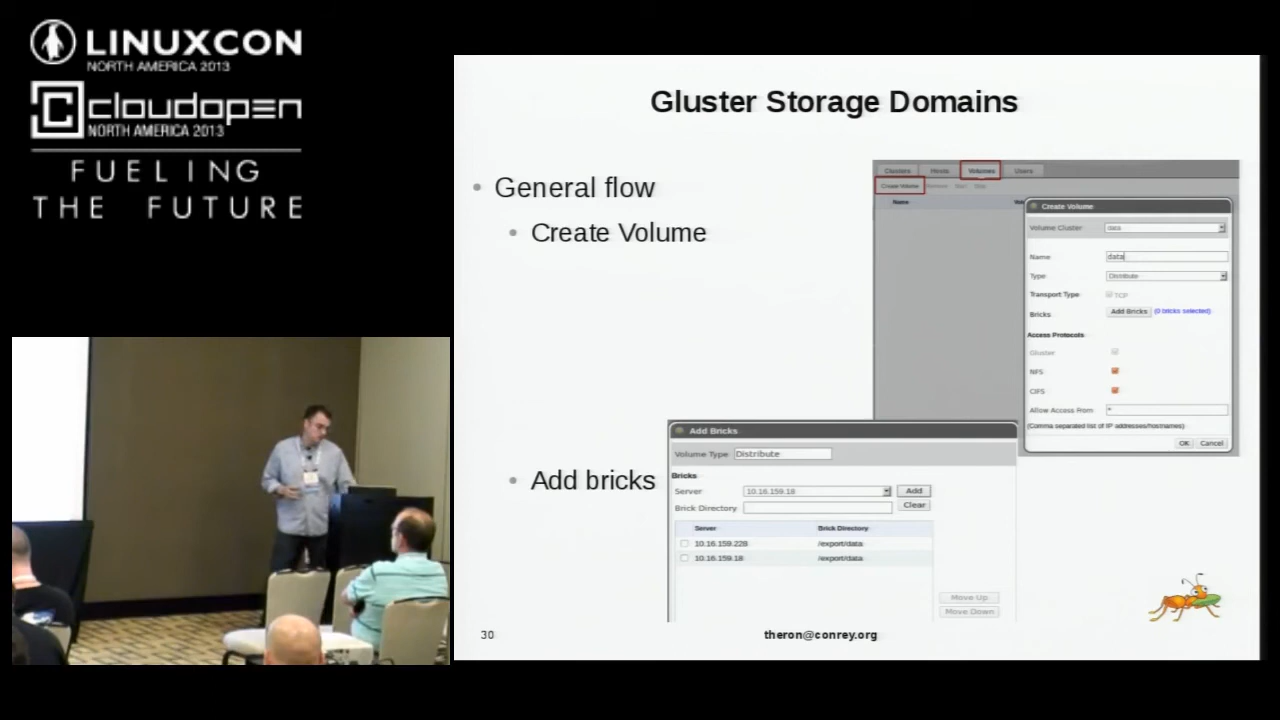 LINUXCON
NORTH AMERICA 2013
cloudopen
NORTH AMERICA 2013
FUELING
THE FUTURE
Gluster Storage Domains
General flow
Create Volume
Clusters Hosts Volumes Users
Create Volume Remove Start Stop
Name
Create Volume
Volume Cluster data
Name data
Type: Distribute
Transport Type TCP
Bricks Add Bricks (0 bricks selected)
Access Protocols
Gluster
NFS
CIFS
Allow Access From *
(Comma separated list of IP addresses/hostnames)
OK Cancel
Add bricks
Add Bricks
Volume Type Distribute
Bricks
Server 10.16.159.18 Add
Brick Directory Clear
Server Brick Directory
10.16.159.228 /export/data
10.16.159.18 /export/data
Move Up
Move Down
30
theron@conrey.org